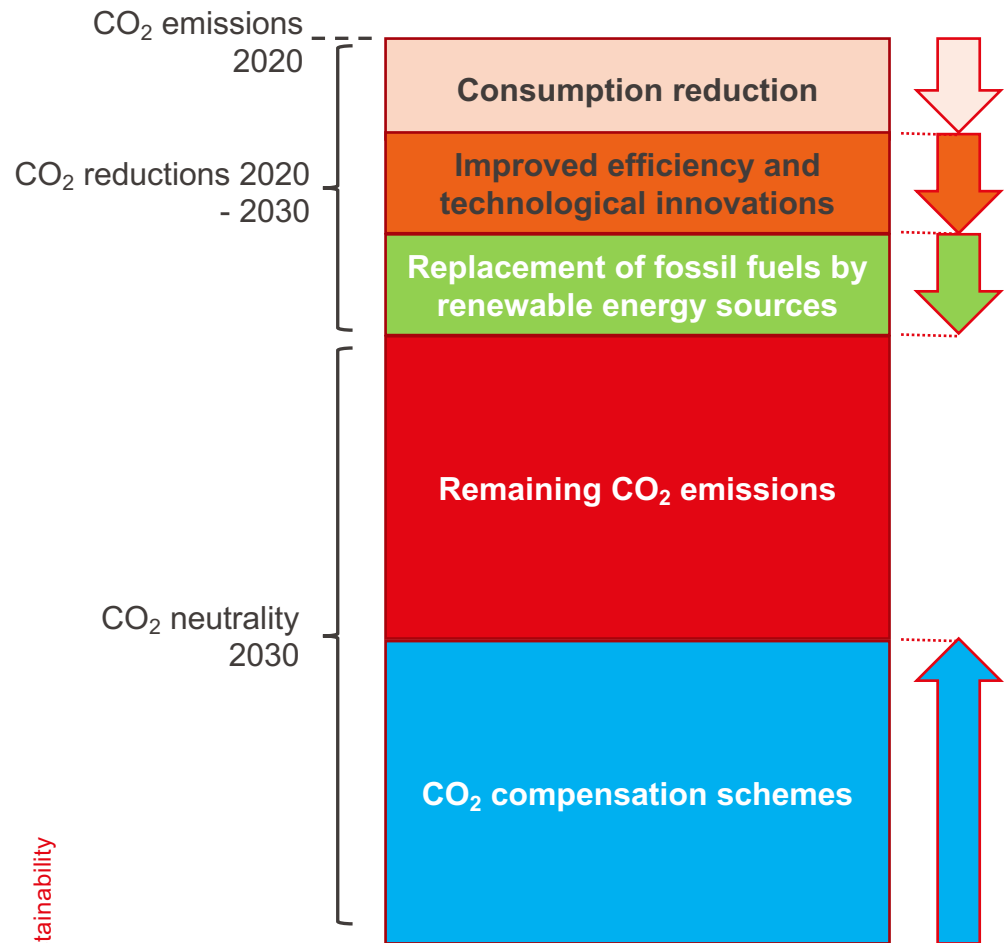 CO₂ emissions
2020
Consumption reduction
CO₂ reductions 2020
- 2030
Improved efficiency and
technological innovations
Replacement of fossil fuels by
renewable energy sources
Remaining CO₂ emissions
CO₂ neutrality
2030
CO₂ compensation schemes
tainability